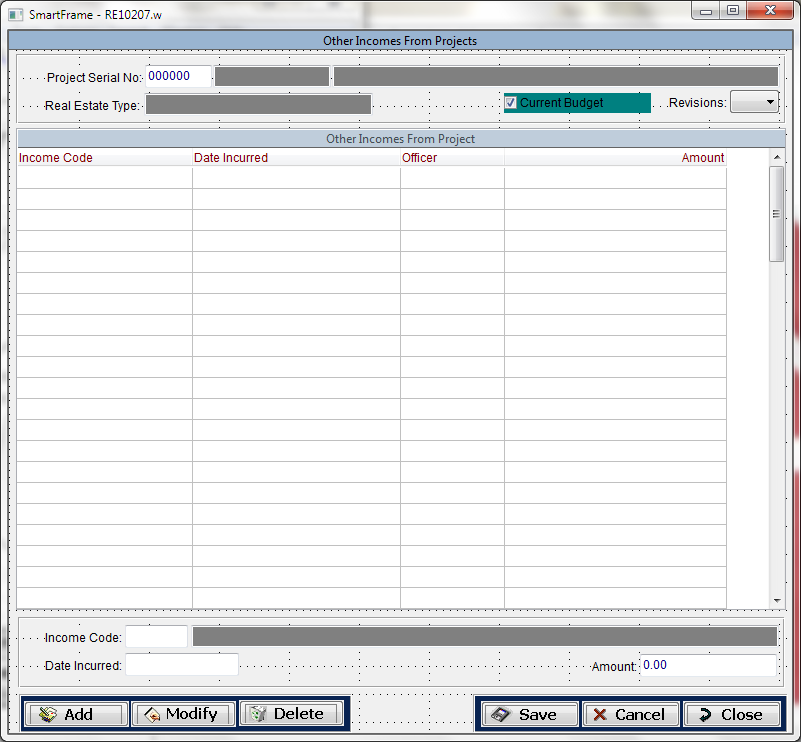 SmartFrame - RE10207.w
Other Incomes From Projects
Project Serial No: 000000
Real Estate Type: Current Budget Revisions:
Other Incomes From Project
Income Code Date Incurred Officer Amount
Income Code:
Date Incurred: Amount: 0.00
Add Modify Delete Save Cancel Close